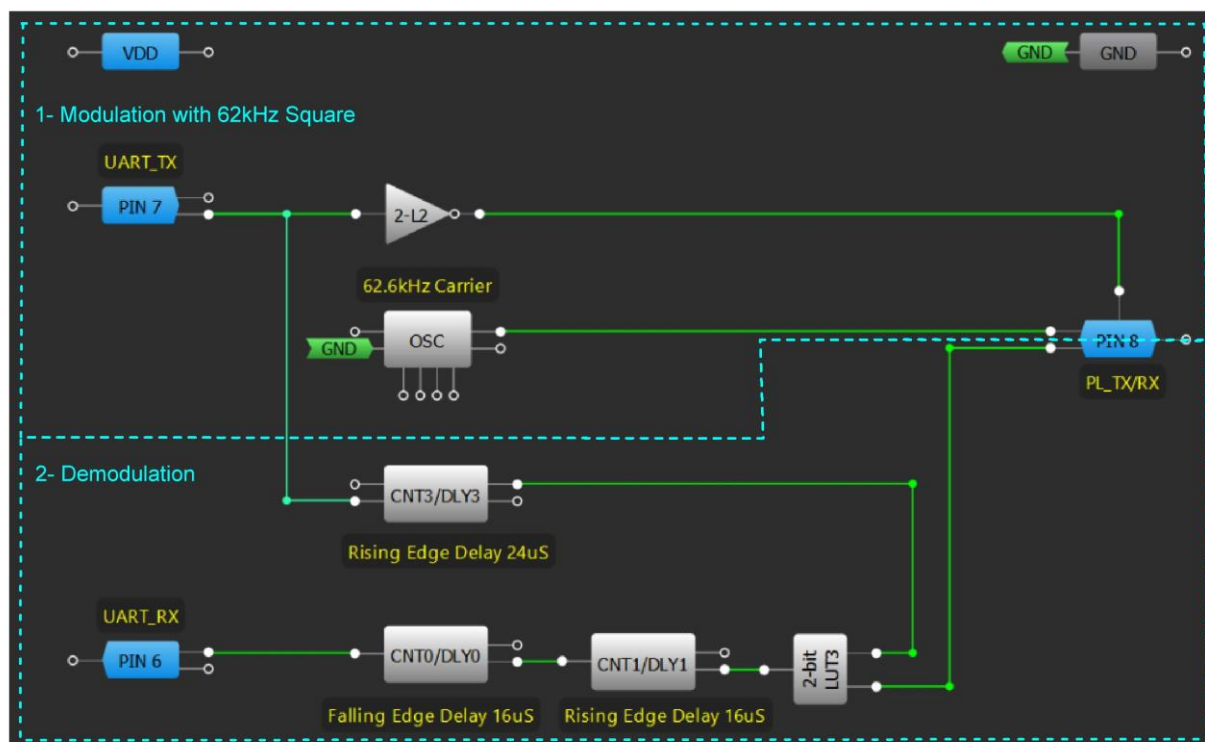 VDD
GND
GND
1- Modulation with 62kHz Square
UART_TX
PIN 7
2-L2
62.6kHz Carrier
GND
OSC
PIN 8
PL_TX/RX
2- Demodulation
CNT3/DLY3
Rising Edge Delay 24uS
UART_RX
PIN 6
CNT0/DLY0
CNT1/DLY1
2-bit
LUT3
Falling Edge Delay 16uS
Rising Edge Delay 16uS